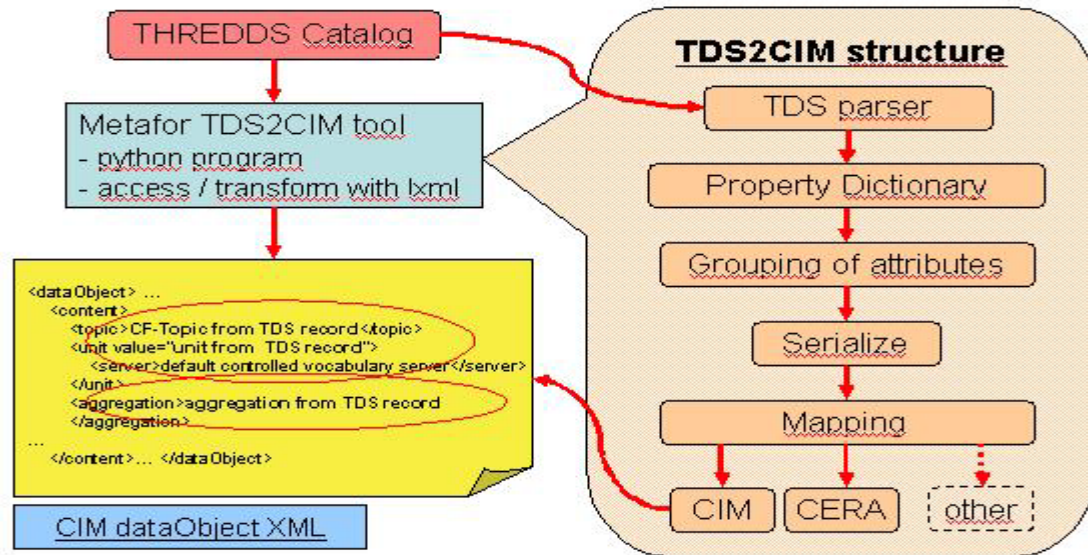 THREDDS Catalog
Metafor TDS2CIM tool
- python program
- access / transform with lxml
<dataObject> ...
<content>
<topic>CF-Topic from TDS record</topic>
<unit value="unit from TDS record">
<server>default controlled vocabulary server</server>
</unit>
<aggregation>aggregation from TDS record
</aggregation>
...
</content>... </dataObject>
CIM dataObject XML
TDS2CIM structure
TDS parser
Property Dictionary
Grouping of attributes
Serialize
Mapping
CIM
CERA
other